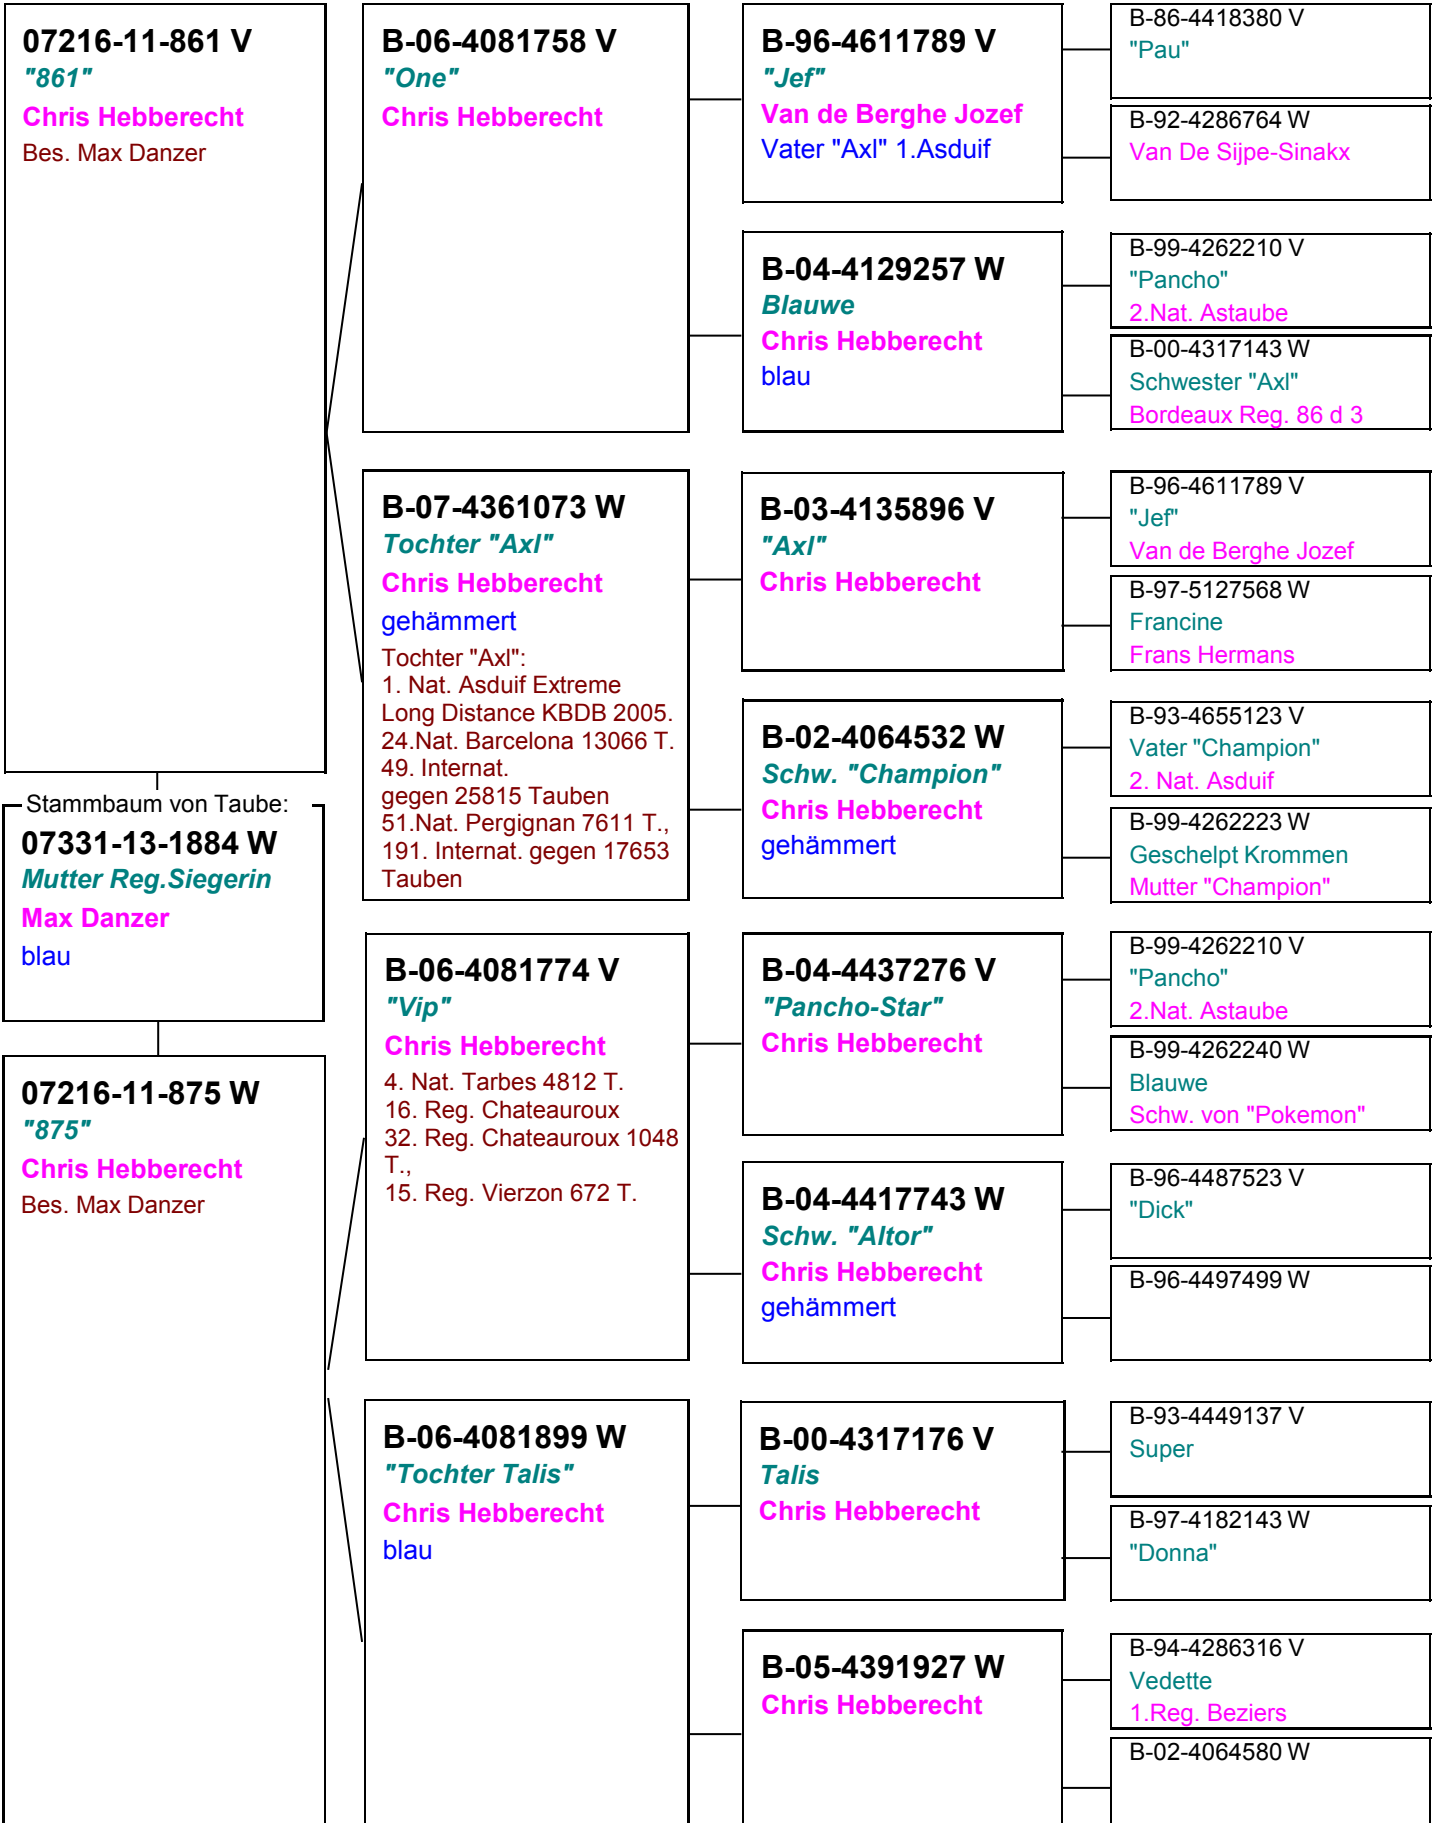 07216-11-861 V
"861"
Chris Hebberecht
Bes. Max Danzer
Stammbaum von Taube:
07331-13-1884 W
Mutter Reg.Siegerin
Max Danzer
blau
07216-11-875 W
"875"
Chris Hebberecht
Bes. Max Danzer
B-06-4081758 V
"One"
Chris Hebberecht
B-07-4361073 W
Tochter "Axl"
Chris Hebberecht
gehämmert
Tochter "Axl":
1. Nat. Asduif Extreme
Long Distance KBDB 2005.
24.Nat. Barcelona 13066 T.
49. Internat.
gegen 25815 Tauben
51.Nat. Pergignan 7611 T.,
191. Internat. gegen 17653
Tauben
B-06-4081774 V
"Vip"
Chris Hebberecht
4. Nat. Tarbes 4812 T.
16. Reg. Chateauroux
32. Reg. Chateauroux 1048
T.,
15. Reg. Vierzon 672 T.
B-06-4081899 W
"Tochter Talis"
Chris Hebberecht
blau
B-96-4611789 V
"Jef"
Van de Berghe Jozef
Vater "Axl" 1.Asduif
B-04-4129257 W
Blauwe
Chris Hebberecht
blau
B-03-4135896 V
"Axl"
Chris Hebberecht
B-02-4064532 W
Schw. "Champion"
Chris Hebberecht
gehämmert
B-04-4437276 V
"Pancho-Star"
Chris Hebberecht
B-04-4417743 W
Schw. "Altor"
Chris Hebberecht
gehämmert
B-00-4317176 V
Talis
Chris Hebberecht
B-05-4391927 W
Chris Hebberecht
B-86-4418380 V
"Pau"
B-92-4286764 W
Van De Sijpe-Sinakx
B-99-4262210 V
"Pancho"
2.Nat. Astaube
B-00-4317143 W
Schwester "Axl"
Bordeaux Reg. 86 d 3
B-96-4611789 V
"Jef"
Van de Berghe Jozef
B-97-5127568 W
Francine
Frans Hermans
B-93-4655123 V
Vater "Champion"
2. Nat. Asduif
B-99-4262223 W
Geschelpt Krommen
Mutter "Champion"
B-99-4262210 V
"Pancho"
2.Nat. Astaube
B-99-4262240 W
Blauwe
Schw. von "Pokemon"
B-96-4487523 V
"Dick"
B-96-4497499 W
B-93-4449137 V
Super
B-97-4182143 W
"Donna"
B-94-4286316 V
Vedette
1.Reg. Beziers
B-02-4064580 W